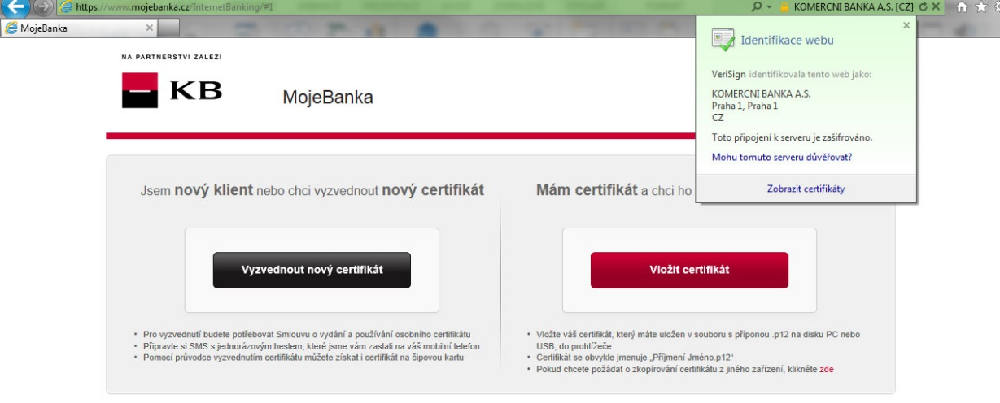 https://www.mojebanka.cz/InternetBanking/#1
KOMERCNI BANKA A.S. [CZ]
MojeBanka
Identifikace webu
VeriSign identifikovala tento web jako:
KOMERCNI BANKA A.S.
Praha 1, Praha 1
CZ
Toto připojení k serveru je zašifrováno.
Mohu tomuto serveru důvěřovat?
Zobrazit certifikáty
NA PARTNERSTVÍ ZÁLEŽÍ
KB
MojeBanka
Jsem nový klient nebo chci vyzvednout nový certifikát
Vyzvednout nový certifikát
• Pro vyzvednutí budete potřebovat Smlouvu o vydání a používání osobního certifikátu
• Připravte si SMS s jednorázovým heslem, které jsme vám zaslali na váš mobilní telefon
• Pomocí průvodce vyzvednutím certifikátu můžete získat i certifikát na čipovou kartu
Mám certifikát a chci ho
Vložit certifikát
• Vložte váš certifikát, který máte uložen v souboru s příponou .p12 na disku PC nebo
USB, do prohlížeče
• Certifikát se obvykle jmenuje „Příjmení Jméno.p12“
• Pokud chcete požádat o zkopírování certifikátu z jiného zařízení, klikněte zde